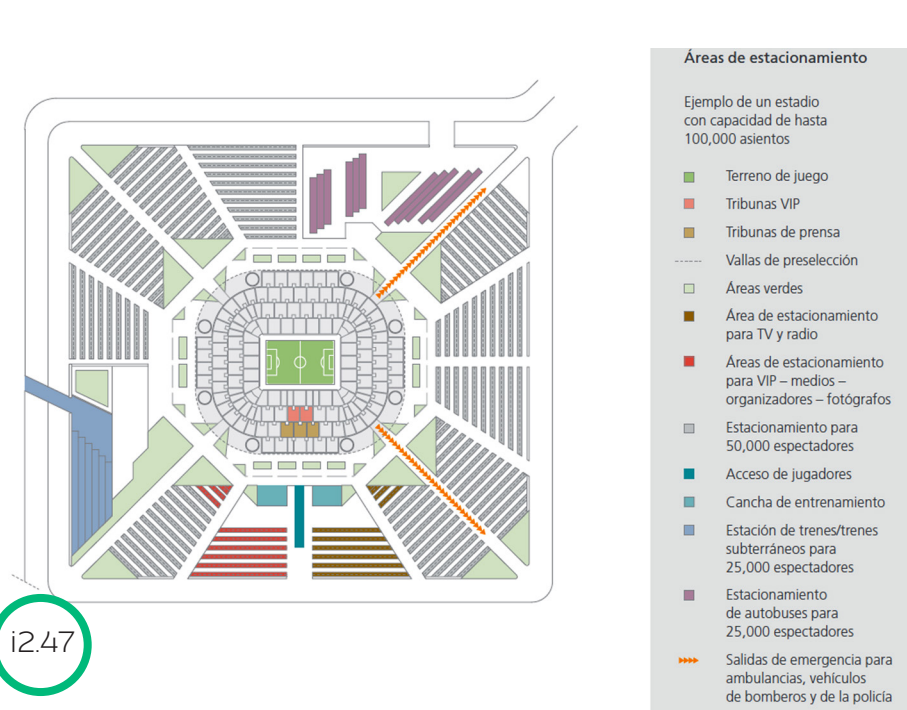 Áreas de estacionamiento
Ejemplo de un estadio
con capacidad de hasta
100,000 asientos
Terreno de juego
Tribunas VIP
Tribunas de prensa
Vallas de preselección
Áreas verdes
Área de estacionamiento
para TV y radio
Áreas de estacionamiento
para VIP – medios –
organizadores – fotógrafos
Estacionamiento para
50,000 espectadores
Acceso de jugadores
Cancha de entrenamiento
Estación de trenes/trenes
subterráneos para
25,000 espectadores
Estacionamiento
de autobuses para
25,000 espectadores
Salidas de emergencia para
ambulancias, vehículos
de bomberos y de la policía
i2.47